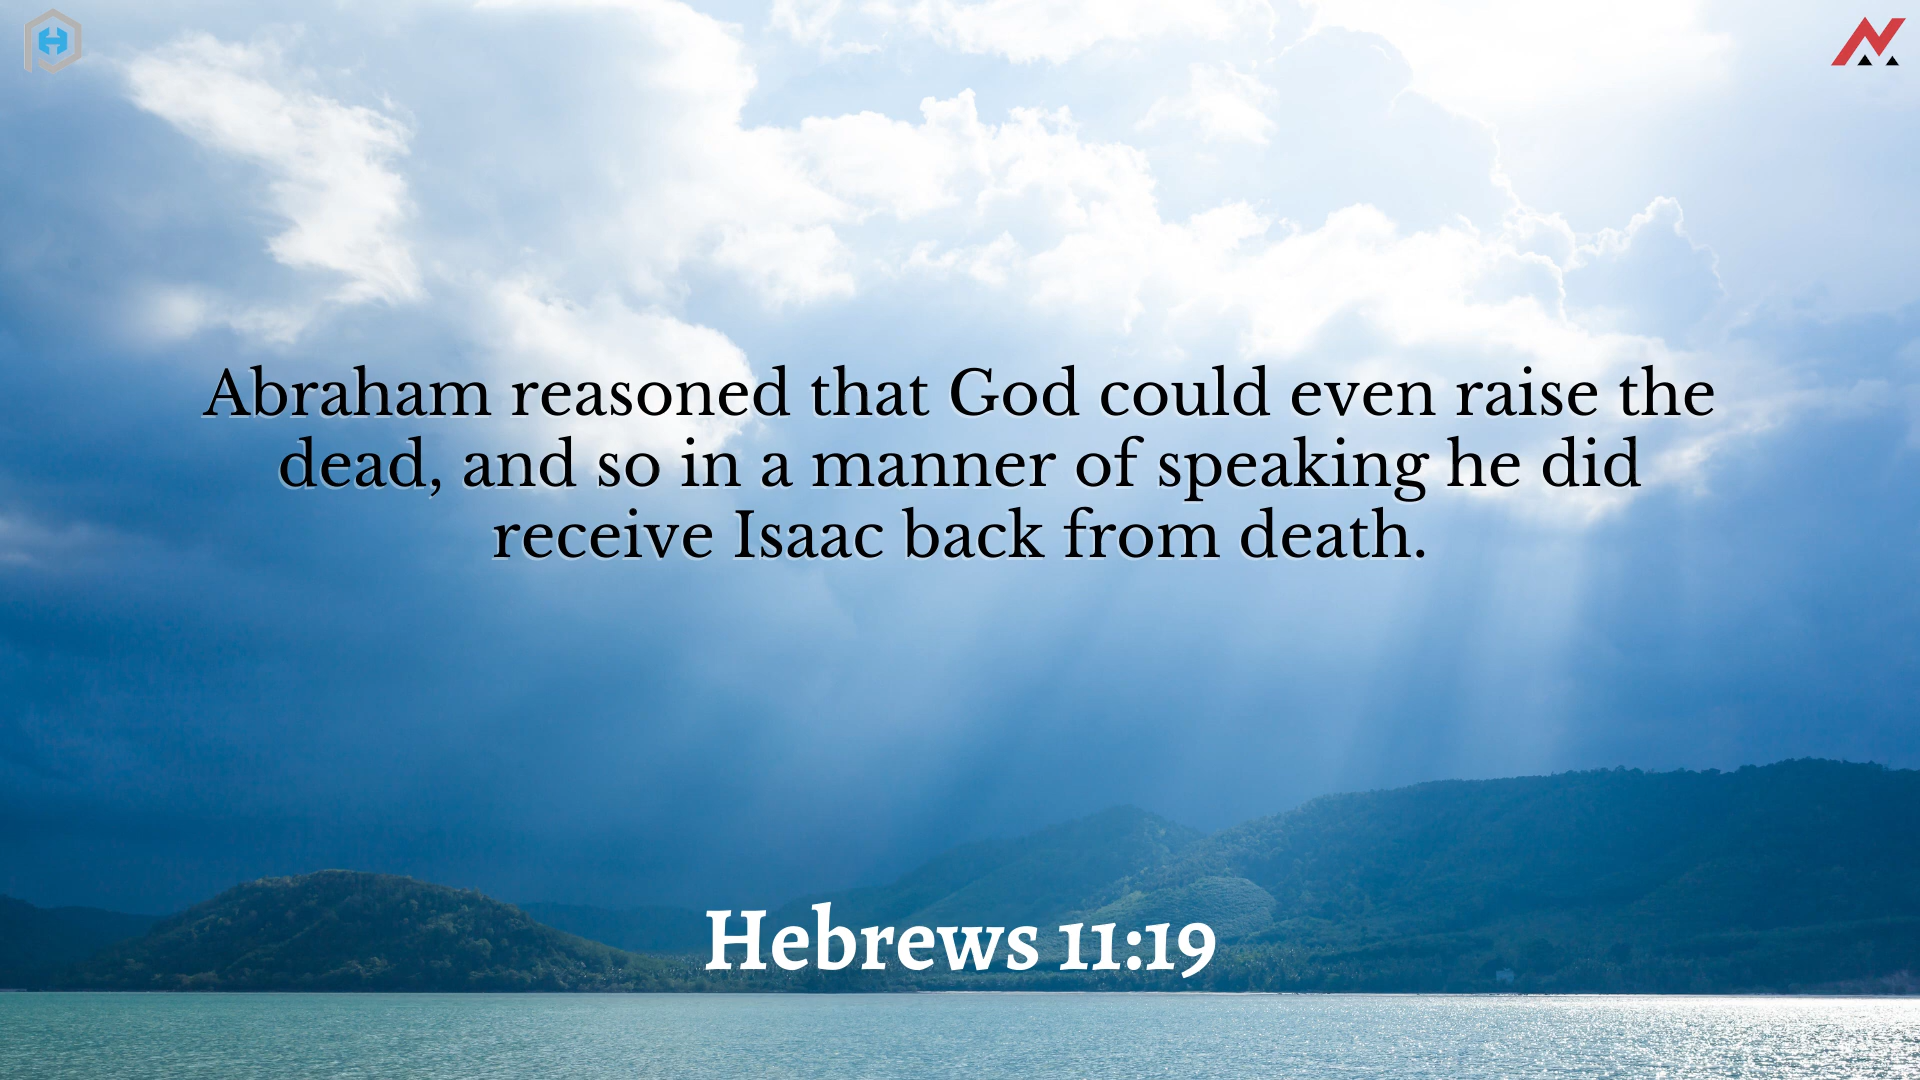 Abraham reasoned that God could even raise the
dead, and so in a manner of speaking he did
receive Isaac back from death.
Hebrews 11:19